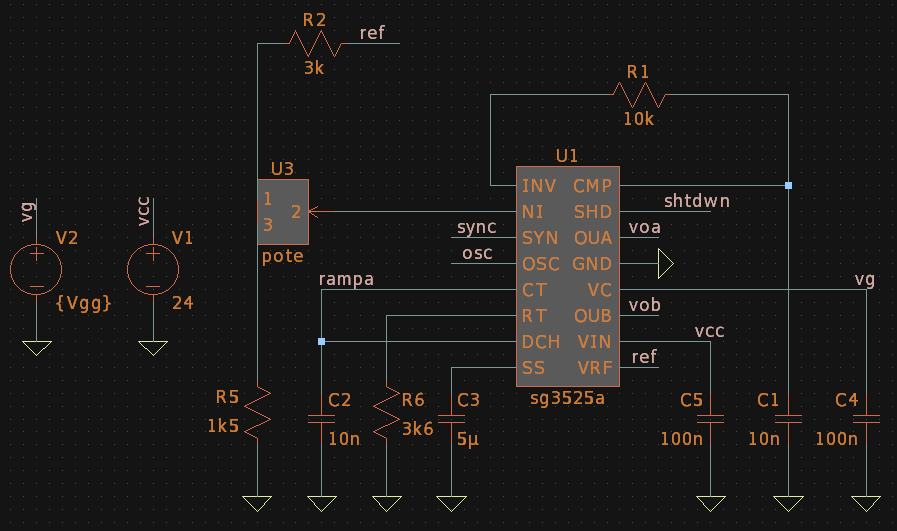 R2
ref
3k
R1
10k
U3
1
2
3
pote
U1
INV CMP
NI SHD
SYN OUA
OSC GND
CT VC
RT OUB
DCH VIN
SS VRF
sg3525a
sync
osc
rampa
shtdwn
voa
vg
vob
vcc
ref
vg
V2
{Vgg}
vcc
V1
24
R5
1k5
C2
10n
R6
3k6
C3
5µ
C5
100n
C1
10n
C4
100n